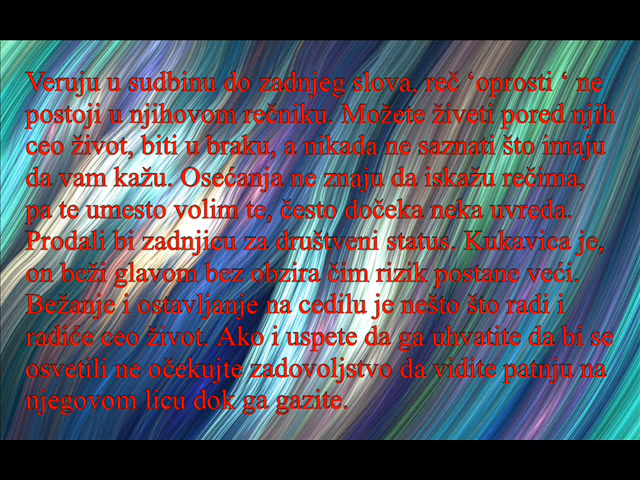 Veruju u sudbinu do zadnjeg slova, reč ‘oprosti ‘ ne
postoji u njihovom rečniku. Možete živeti pored njih
ceo život, biti u braku, a nikada ne saznati što imaju
da vam kažu. Osećanja ne znaju da iskažu rečima,
pa te umesto volim te, često dočeka neka uvreda.
Prodali bi zadnjicu za društveni status. Kukavica je,
on beži glavom bez obzira čim rizik postane veći.
Bežanje i ostavljanje na cedilu je nešto što radi i
radiće ceo život. Ako i uspete da ga uhvatite da bi se
osvetili ne očekujte zadovoljstvo da vidite patnju na
njegovom licu dok ga gazite.